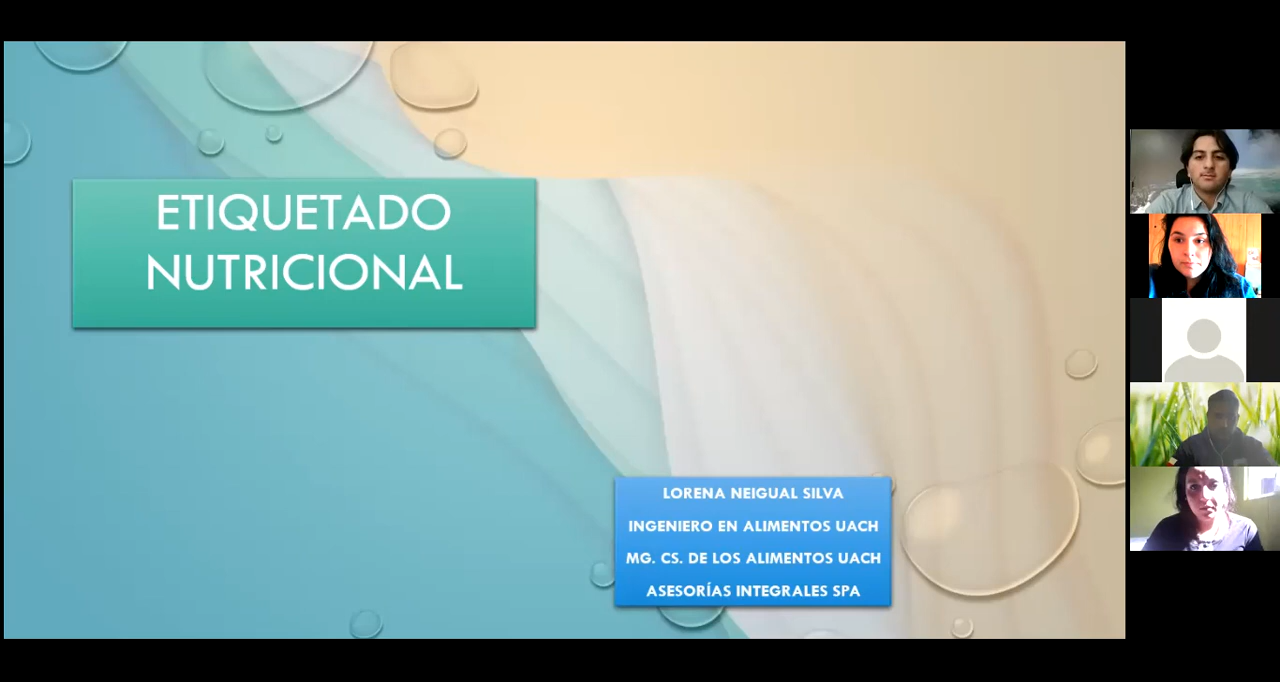 ETIQUETADO
NUTRICIONAL
LORENA NEIGUAL SILVA
INGENIERO EN ALIMENTOS UACH
MG. CS. DE LOS ALIMENTOS UACH
ASESORÍAS INTEGRALES SPA